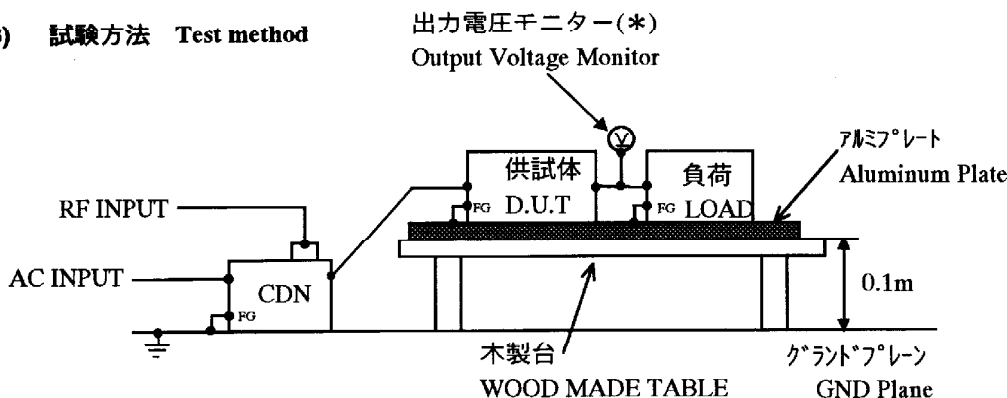 ) 試験方法 Test method
出力電圧モニター(*)
Output Voltage Monitor
V
供試体
D.U.T
FG
負荷
LOAD
FG
アルミプレート
Aluminum Plate
RF INPUT
AC INPUT
CDN
FG
0.1m
木製台
WOOD MADE TABLE
グランドプレーン
GND Plane